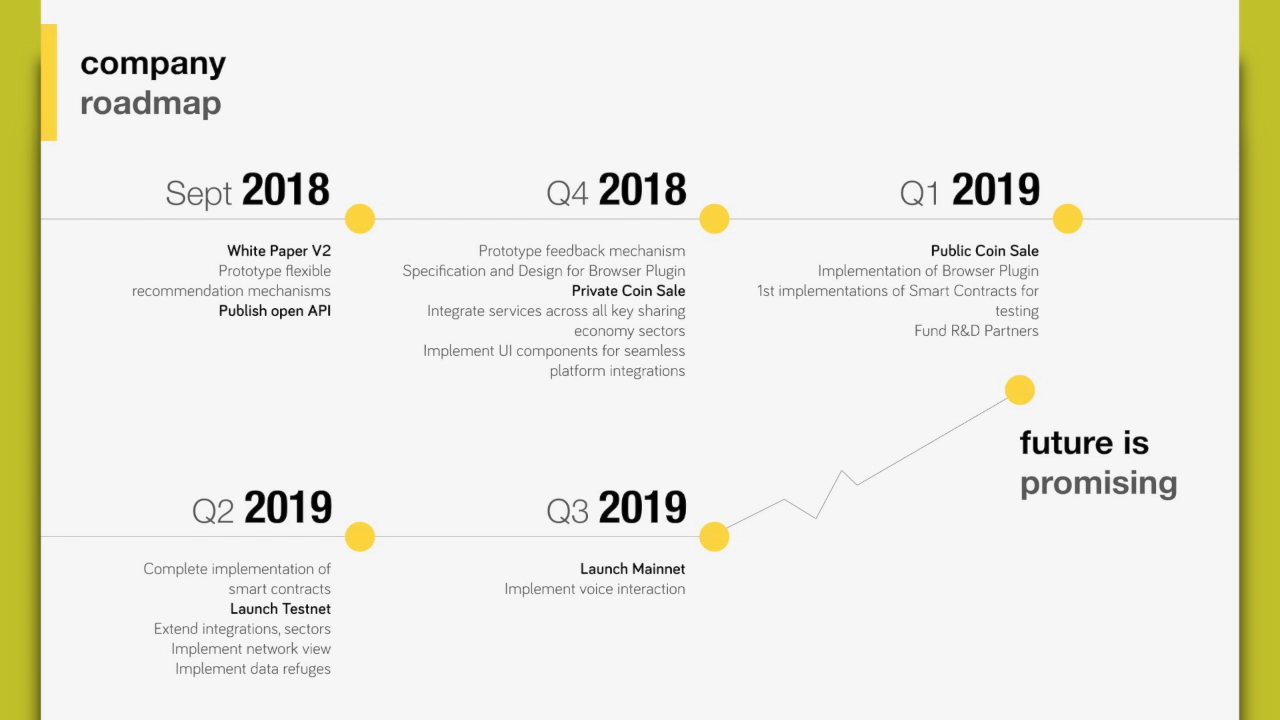 company
roadmap
Sept 2018
White Paper V2
Prototype flexible
recommendation mechanisms
Publish open API
Q4 2018
Prototype feedback mechanism
Specification and Design for Browser Plugin
Private Coin Sale
Integrate services across all key sharing
economy sectors
Implement UI components for seamless
platform integrations
Q1 2019
Public Coin Sale
Implementation of Browser Plugin
1st implementations of Smart Contracts for
testing
Fund R&D Partners
Q2 2019
Complete implementation of
smart contracts
Launch Testnet
Extend integrations, sectors
Implement network view
Implement data refuges
Q3 2019
Launch Mainnet
Implement voice interaction
future is
promising